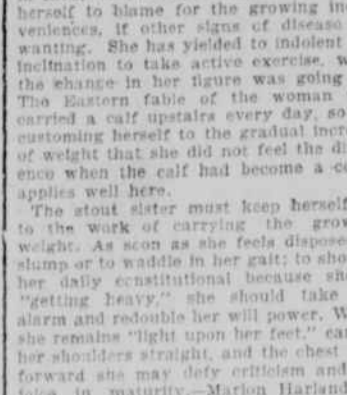 herself to blame for the growing inc
veniences, if other signs of disease
wanting. She has yielded to indolent
inclination to take active exercise, w
the change in her figure was going
The Eastern fable of the woman
carried a calf upstairs every day, so
customing herself to the gradual incre
of weight that she did not feel the di
ence when the calf had become a co
applies well here.
The stout sister must keep herself
to the work of carrying the grow
weight. As soon as she feels dispose
slump or to waddle in her gait; to sho
her daily constitutional because she
"getting heavy," she should take
alarm and redouble her will power. W
she remains "light upon her feet," car
her shoulders straight, and the chest
forward she may defy criticism and
in maturity.—Marion Harland